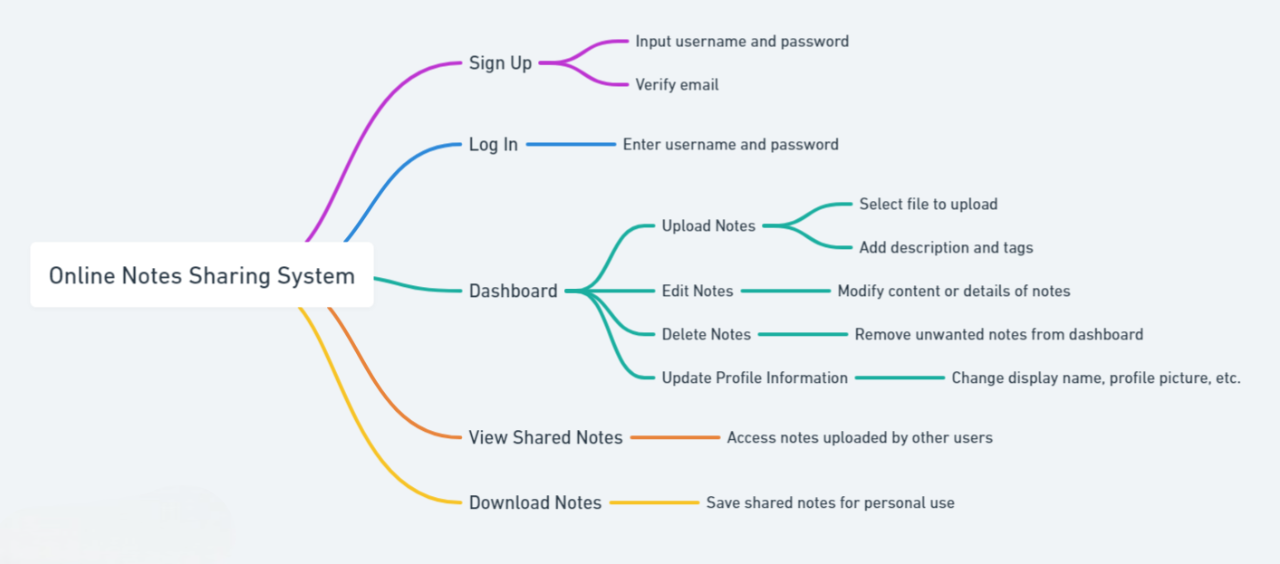 Online Notes Sharing System
Sign Up
Input username and password
Verify email
Log In
Enter username and password
Dashboard
Upload Notes
Select file to upload
Add description and tags
Edit Notes
Modify content or details of notes
Delete Notes
Remove unwanted notes from dashboard
Update Profile Information
Change display name, profile picture, etc.
View Shared Notes
Access notes uploaded by other users
Download Notes
Save shared notes for personal use